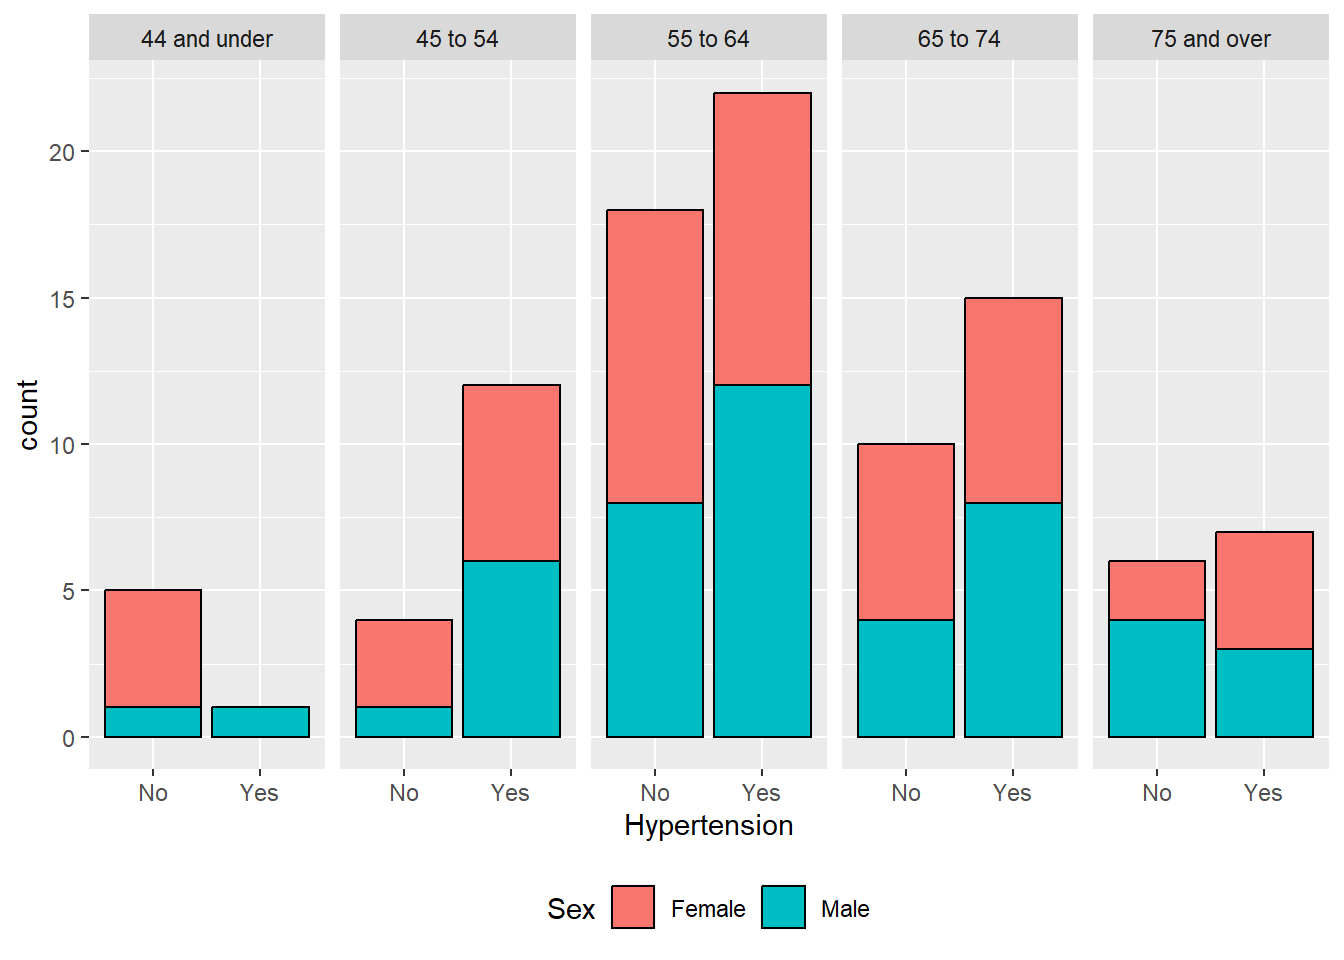 44 and under 45 to 54 55 to 64 65 to 74 75 and over
20
15
10
5
0
count
No Yes No Yes No Yes No Yes No Yes
Hypertension
Sex Female Male